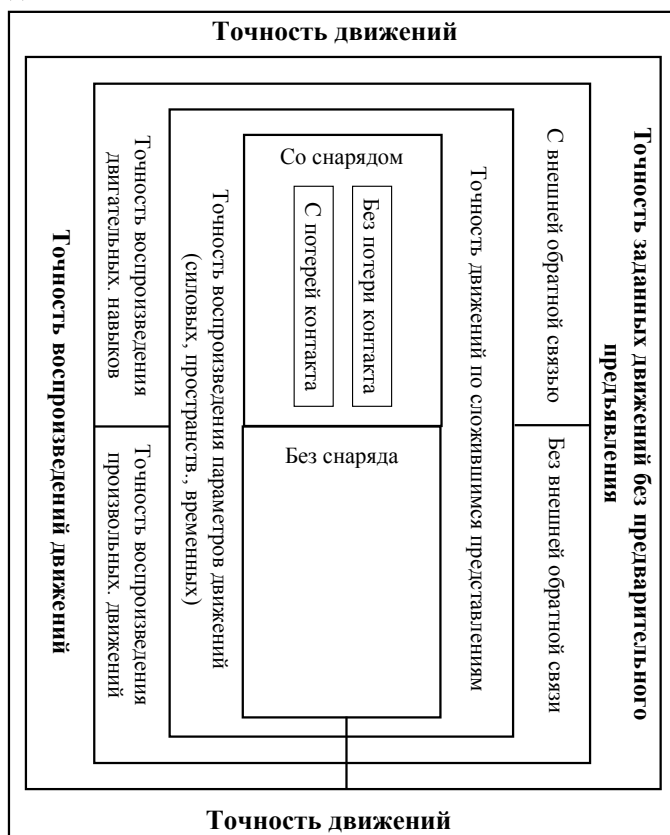 Точность движений
Точность воспроизведений движений
Точность воспроизведения
двигательных. навыков
Точность воспроизведения
произвольных. движений
Точность воспроизведения параметров движений
(силовых, пространств., временных)
Со снарядом
С потерей контакта
Без потери контакта
Без снаряда
Точность движений по сложившимся представлениям
С внешней обратной связью
Без внешней обратной связи
Точность заданных движений без предварительного
предъявления
Точность движений